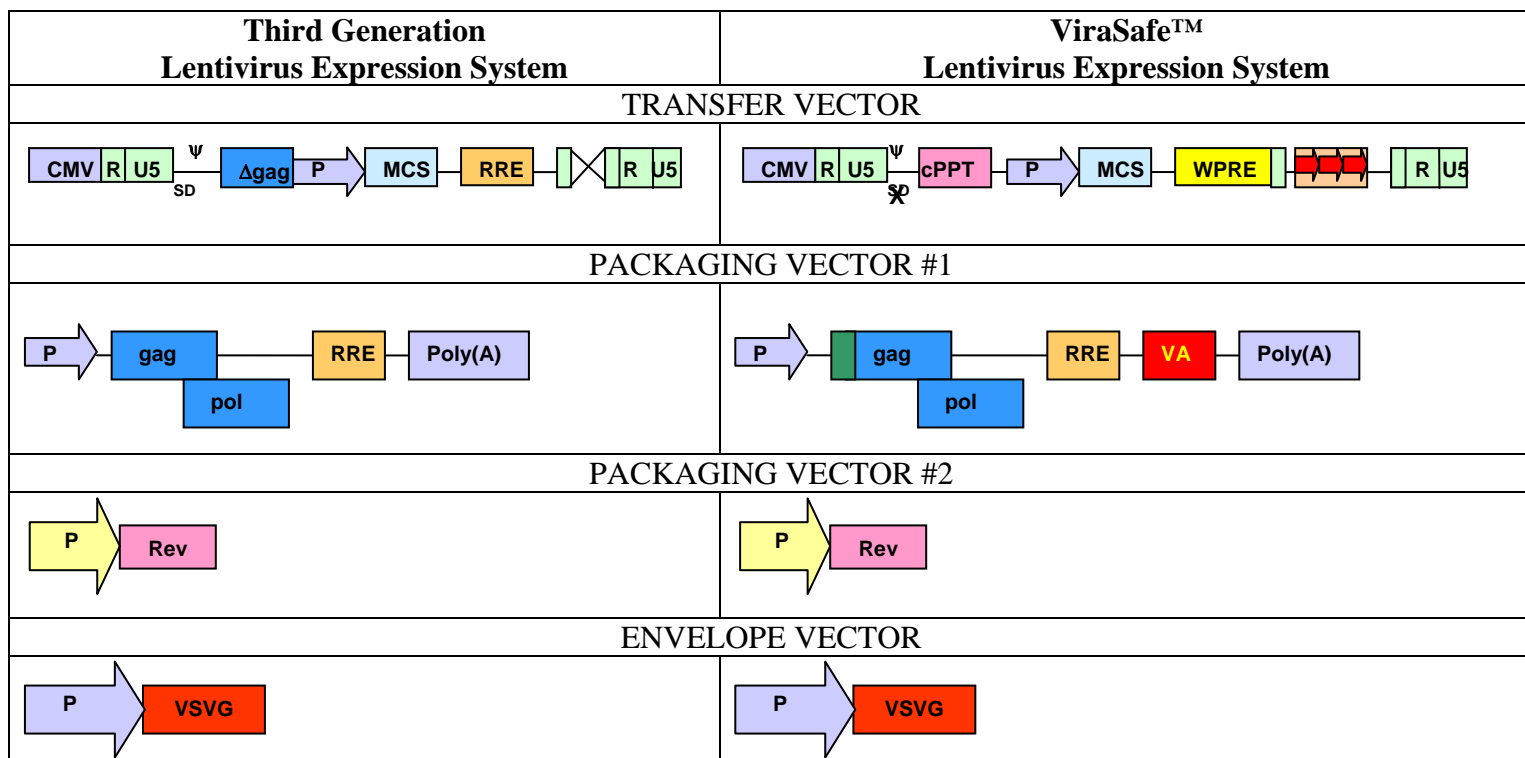 Third Generation
Lentivirus Expression System
ViraSafe™
Lentivirus Expression System
TRANSFER VECTOR
CMV R U5 ψ SD Δgag P MCS RRE R U5
CMV R U5 ψ SD X cPPT P MCS WPRE R U5
PACKAGING VECTOR #1
P gag pol RRE Poly(A)
P gag pol RRE VA Poly(A)
PACKAGING VECTOR #2
P Rev
P Rev
ENVELOPE VECTOR
P VSVG
P VSVG